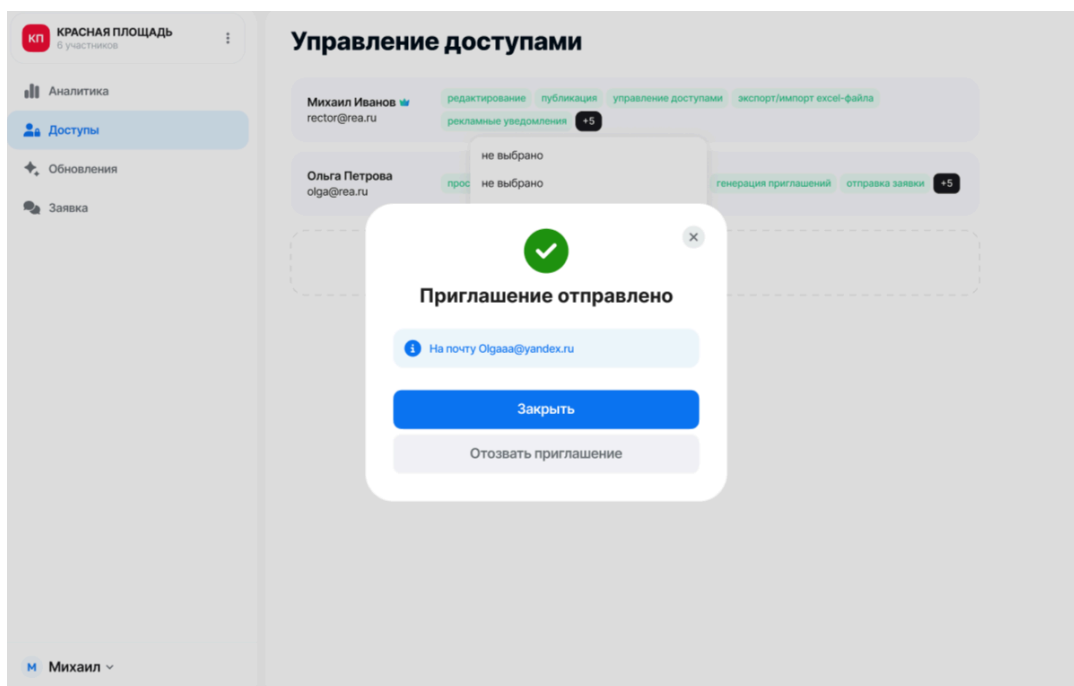 КП
КРАСНАЯ ПЛОЩАДЬ
6 участников
Аналитика
Доступы
Обновления
Заявка
Управление доступами
Михаил Иванов
rector@rea.ru
редактирование публикация управление доступами экспорт/импорт excel-файла
рекламные уведомления +5
не выбрано
не выбрано
Ольга Петрова
olga@rea.ru
генерация приглашений отправка заявки +5
Приглашение отправлено
На почту Olgaaa@yandex.ru
Закрыть
Отозвать приглашение
М Михаил